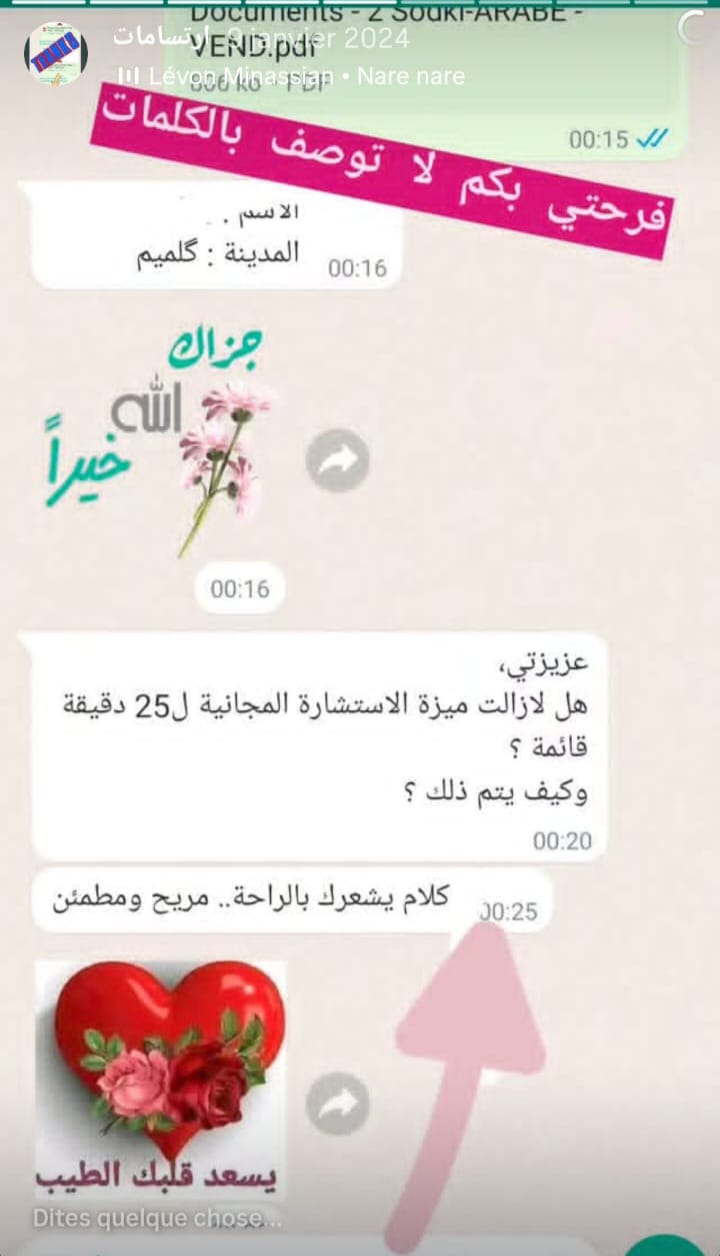 Documents - 2 Sodki-ARABE -
VEND.pdf
ارتسامات 9 janvier 2024
Lévon Minassian • Nare nare
800 ko · PDF
00:15
فرحتي بكم لا توصف بالكلمات
الاسم .
المدينة : گلميم
00:16
جزاك
الله
خيراً
00:16
عزيزتي،
هل لازالت ميزة الاستشارة المجانية ل25 دقيقة
قائمة ؟
وكيف يتم ذلك ؟
00:20
كلام يشعرك بالراحة.. مريح ومطمئن
00:25
يسعد قلبك الطيب
Dites quelque chose...